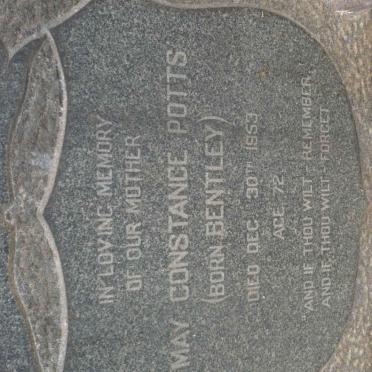 IN LOVING MEMORY
OF OUR MOTHER
MAY CONSTANCE POTTS
(BORN BENTLEY)
DIED DEC 30TH 1953
AGE 72.
"AND IF THOU WILT - REMEMBER,
AND IF THOU WILT - FORGET